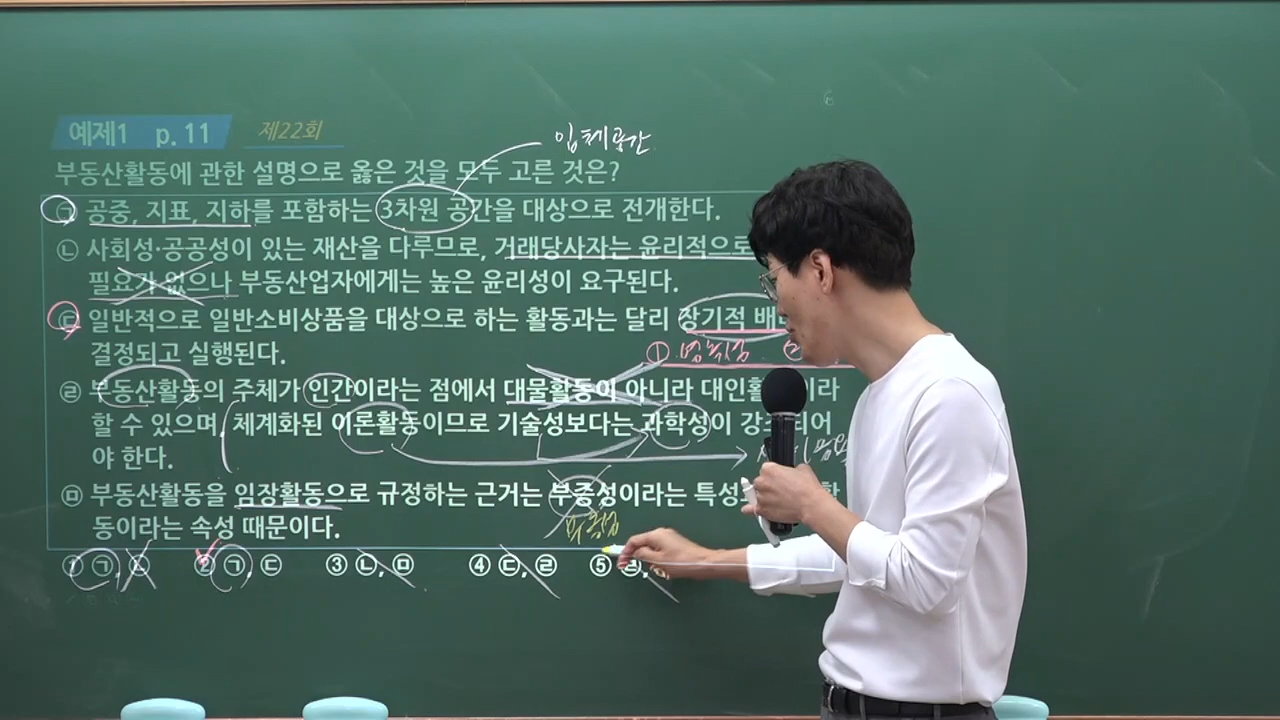 예제1 p.11 제22회
입체공간
부동산활동에 관한 설명으로 옳은 것을 모두 고른 것은?
㉠ 공중, 지표, 지하를 포함하는 3차원 공간을 대상으로 전개한다.
㉡ 사회성·공공성이 있는 재산을 다루므로, 거래당사자는 윤리적으로
필요가 없으나 부동산업자에게는 높은 윤리성이 요구된다.
㉢ 일반적으로 일반소비상품을 대상으로 하는 활동과는 달리 장기적
결정되고 실행된다.
① 영속성 ②
㉣ 부동산활동의 주체가 인간이라는 점에서 대물활동이 아니라 대인활 이라
할 수 있으며, 체계화된 이론활동이므로 기술성보다는 과학성이 강조되어
야 한다.
㉤ 부동산활동을 임장활동으로 규정하는 근거는 부증성이라는 특성
동이라는 속성 때문이다.
① ㉠ ② ㉠ ㉢ ③ ㉡, ㉤ ④ ㉢, ㉣ ⑤ ㉣,